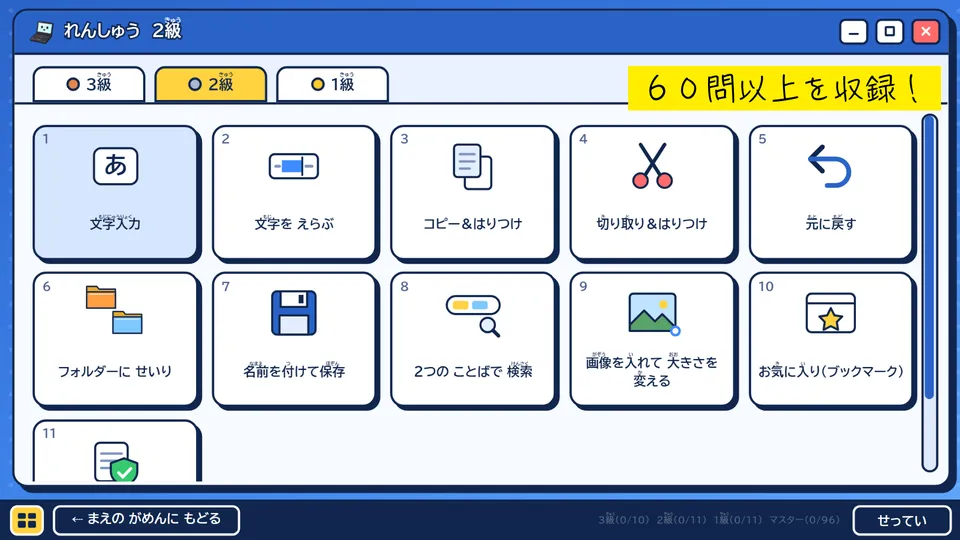 れんしゅう 2級
3級
2級
1級
60問以上を収録！
1
あ
文字入力
2
文字を えらぶ
3
コピー&はりつけ
4
切り取り&はりつけ
5
元に戻す
6
フォルダーに せいり
7
名前を付けて保存
8
2つの ことばで 検索
9
画像を入れて 大きさを
変える
10
お気に入り(ブックマーク)
11
← まえの がめんに もどる
3級(0/10) 2級(0/11) 1級(0/11) マスター(0/96)
せってい